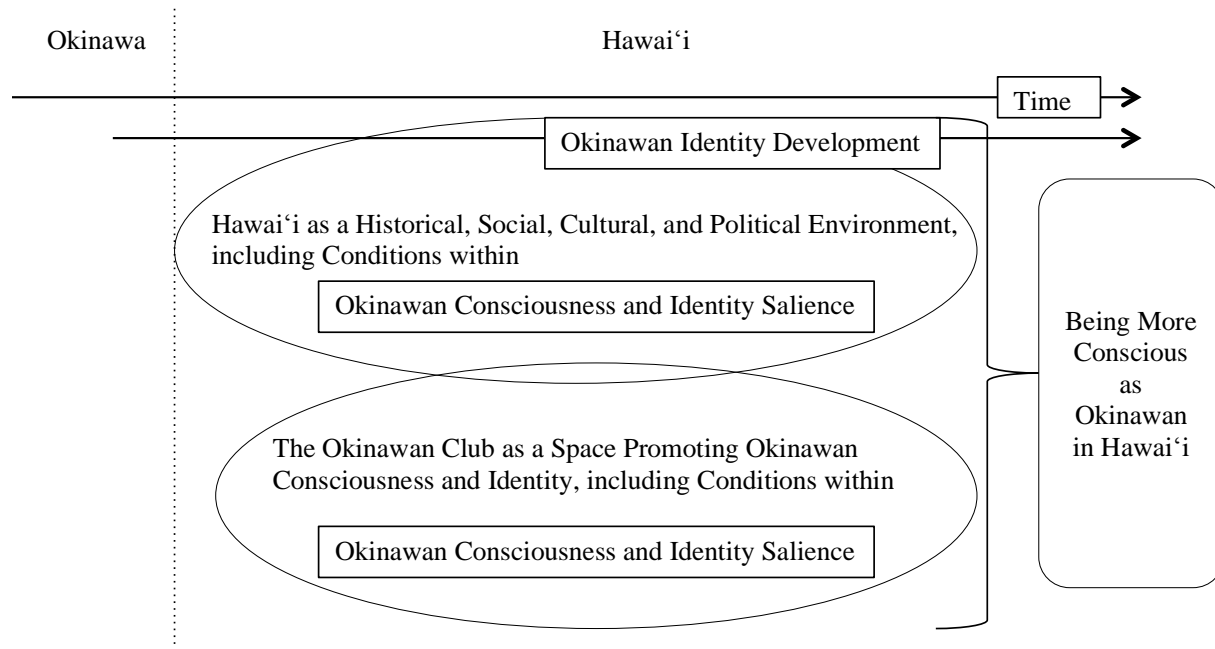 Okinawa
Hawai‘i
Time
Okinawan Identity Development
Hawai‘i as a Historical, Social, Cultural, and Political Environment,
including Conditions within
Okinawan Consciousness and Identity Salience
The Okinawan Club as a Space Promoting Okinawan
Consciousness and Identity, including Conditions within
Okinawan Consciousness and Identity Salience
Being More
Conscious
as
Okinawan
in Hawai‘i